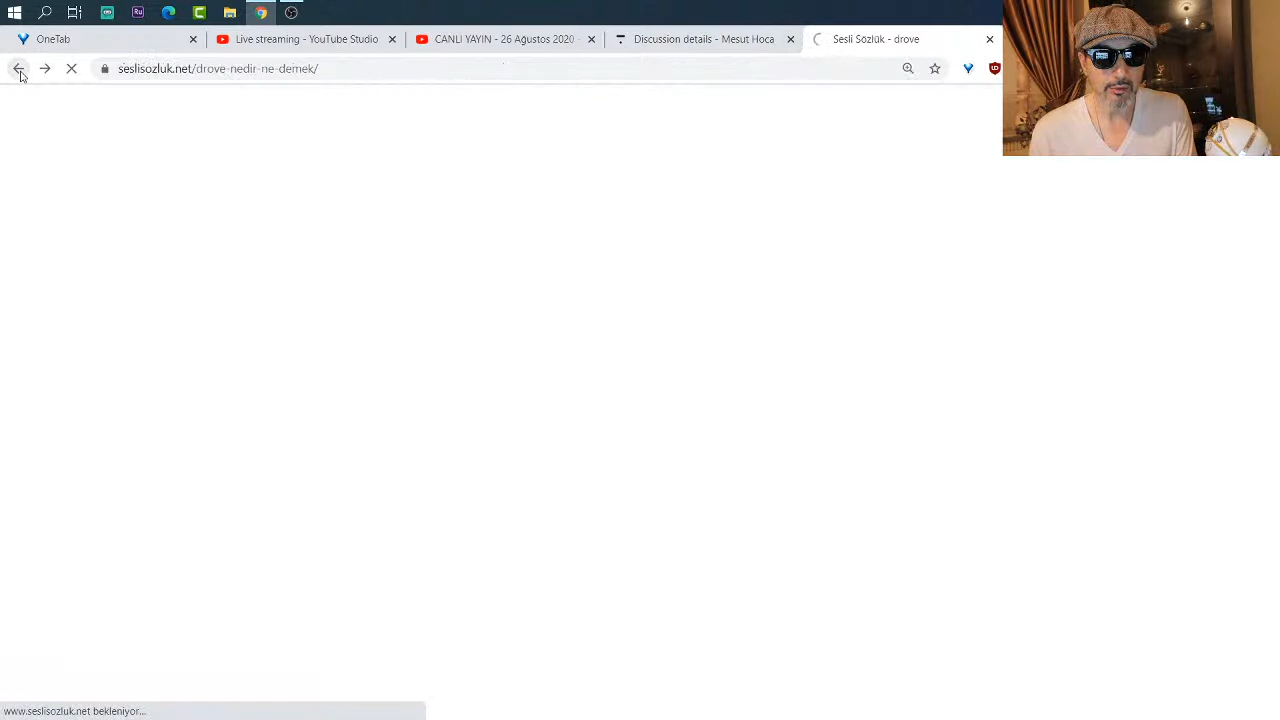 OneTab
Live streaming - YouTube Studio
CANLI YAYIN - 26 Ağustos 2020 -
Discussion details - Mesut Hoca
Sesli Sözlük - drove
seslisozluk.net/drove-nedir-ne-demek/
www.seslisozluk.net bekleniyor...